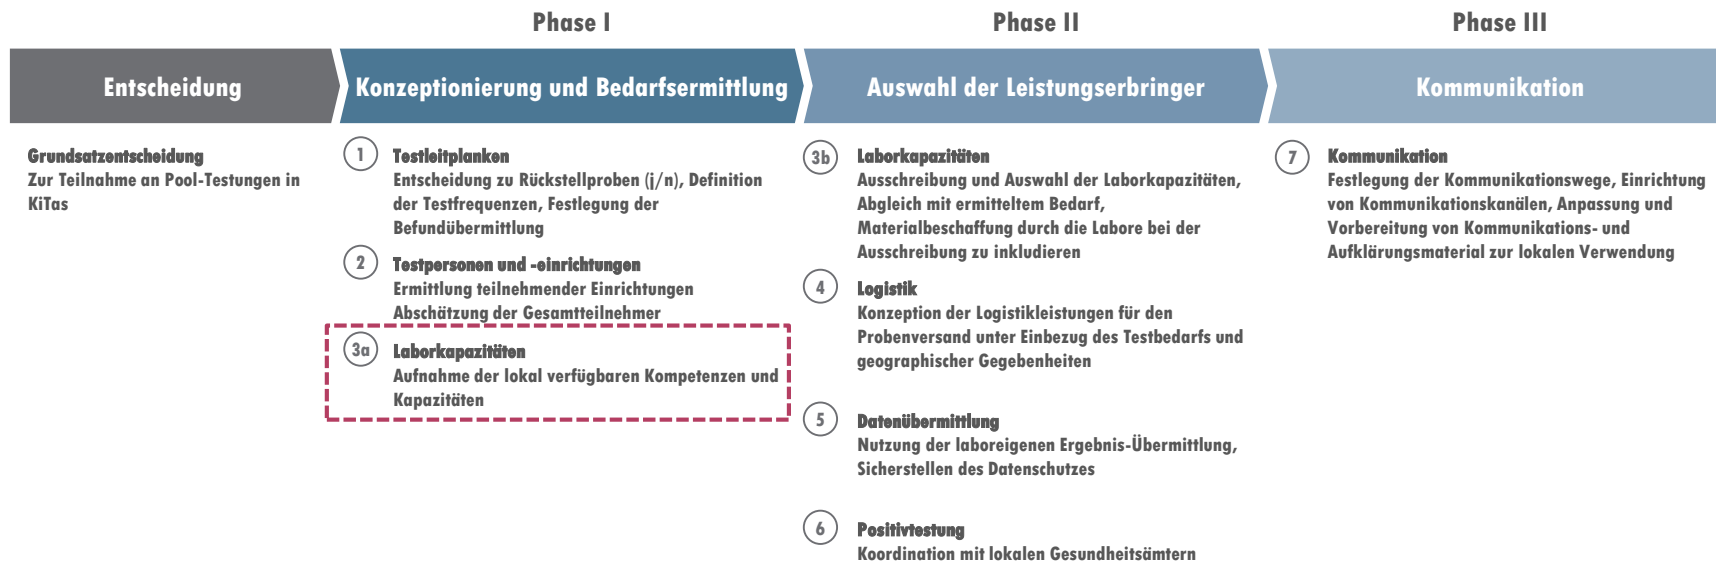 Phase I
Phase II
Phase III
Entscheidung
Konzeptionierung und Bedarfsermittlung
Auswahl der Leistungserbringer
Kommunikation
Grundsatzentscheidung
Zur Teilnahme an Pool-Testungen in
KiTas
1
Testleitplanken
Entscheidung zu Rückstellproben (j/n), Definition
der Testfrequenzen, Festlegung der
Befundübermittlung
2
Testpersonen und -einrichtungen
Ermittlung teilnehmender Einrichtungen
Abschätzung der Gesamtteilnehmer
3a
Laborkapazitäten
Aufnahme der lokal verfügbaren Kompetenzen und
Kapazitäten
3b
Laborkapazitäten
Ausschreibung und Auswahl der Laborkapazitäten,
Abgleich mit ermitteltem Bedarf,
Materialbeschaffung durch die Labore bei der
Ausschreibung zu inkludieren
4
Logistik
Konzeption der Logistikleistungen für den
Probenversand unter Einbezug des Testbedarfs und
geographischer Gegebenheiten
5
Datenübermittlung
Nutzung der laboreigenen Ergebnis-Übermittlung,
Sicherstellen des Datenschutzes
6
Positivtestung
Koordination mit lokalen Gesundheitsämtern
7
Kommunikation
Festlegung der Kommunikationswege, Einrichtung
von Kommunikationskanälen, Anpassung und
Vorbereitung von Kommunikations- und
Aufklärungsmaterial zur lokalen Verwendung